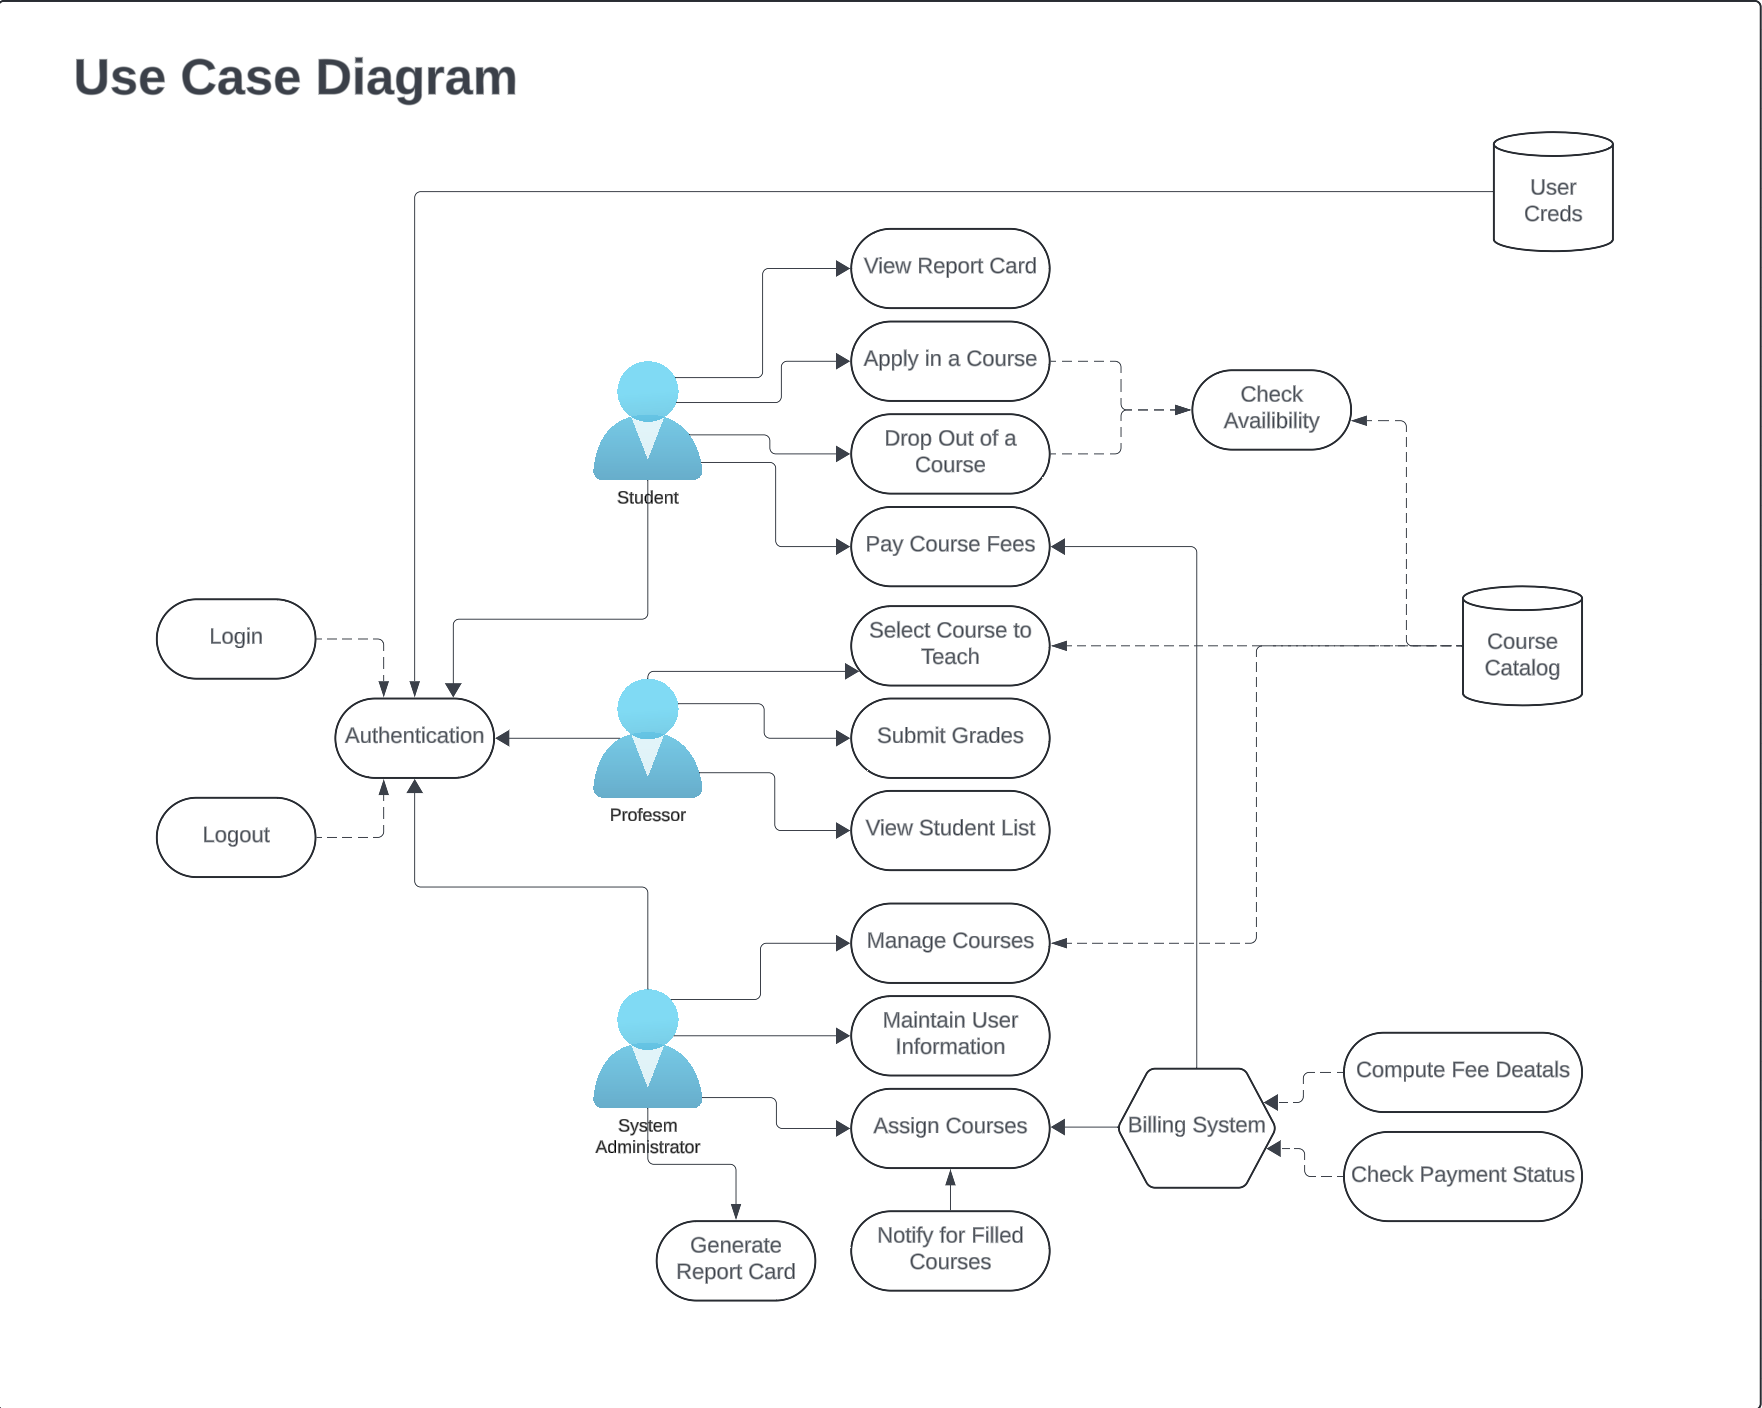 Use Case Diagram
User
Creds
View Report Card
Apply in a Course
Check
Availibility
Drop Out of a
Course
Student
Pay Course Fees
Login
Select Course to
Teach
Course
Catalog
Authentication
Submit Grades
Professor
Logout
View Student List
Manage Courses
Maintain User
Information
Compute Fee Deatals
System
Administrator
Assign Courses
Billing System
Check Payment Status
Generate
Report Card
Notify for Filled
Courses